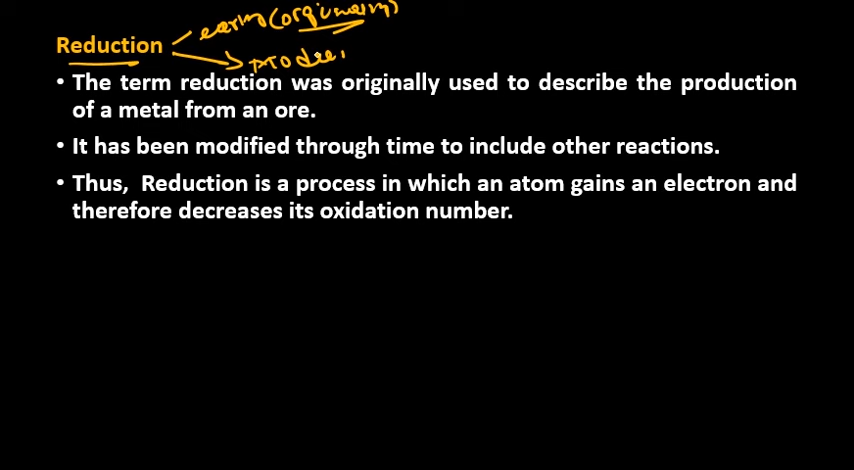 Reduction
• The term reduction was originally used to describe the production
of a metal from an ore.
• It has been modified through time to include other reactions.
• Thus, Reduction is a process in which an atom gains an electron and
therefore decreases its oxidation number.